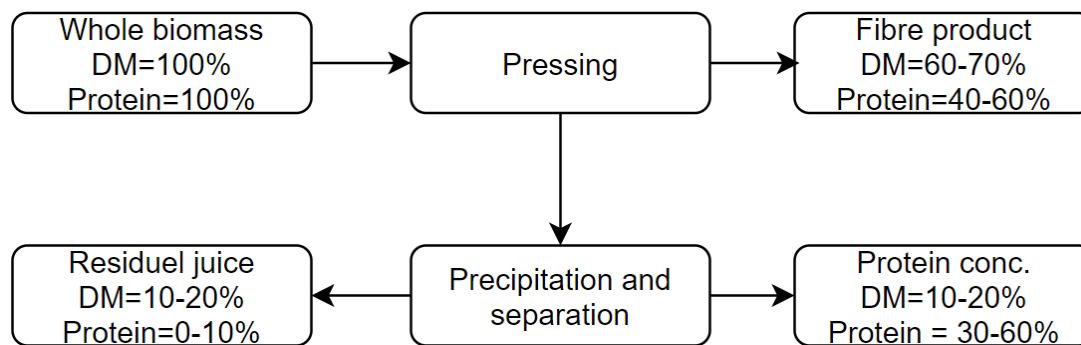 Whole biomass
DM=100%
Protein=100%
Pressing
Fibre product
DM=60-70%
Protein=40-60%
Residuel juice
DM=10-20%
Protein=0-10%
Precipitation and
separation
Protein conc.
DM=10-20%
Protein = 30-60%